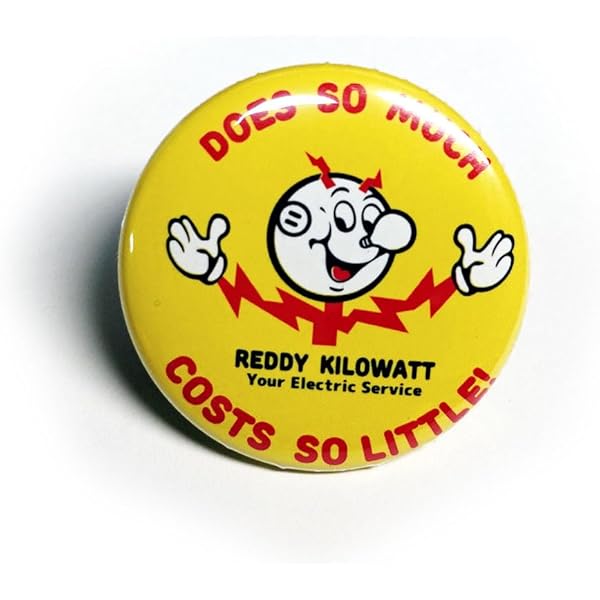 DOES SO MUCH
REDDY KILOWATT
Your Electric Service
COSTS SO LITTLE!